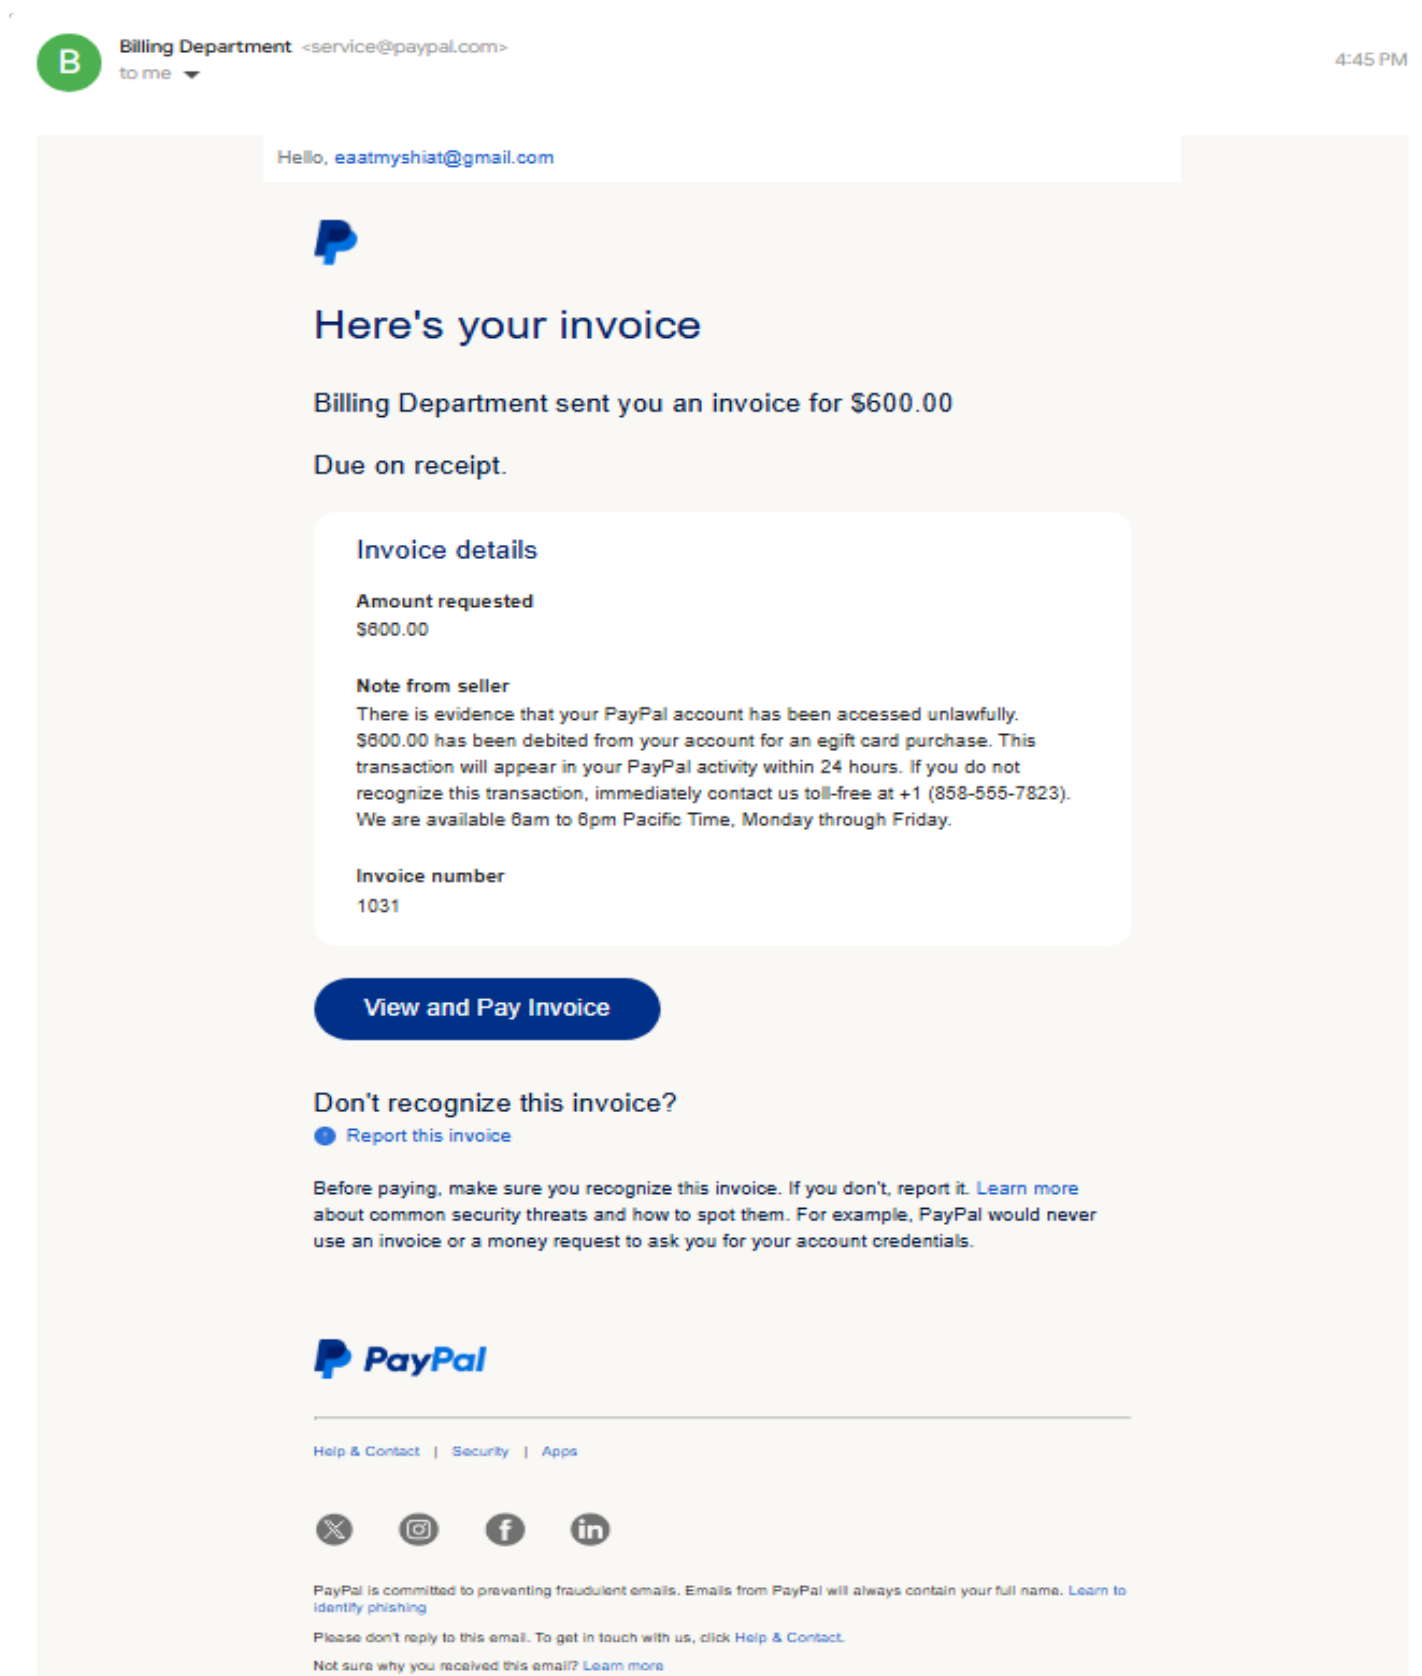 B
Billing Department <service@paypal.com>
to me
4:45 PM
Hello, eaatmyshiat@gmail.com
Here's your invoice
Billing Department sent you an invoice for $600.00
Due on receipt.
Invoice details
Amount requested
$600.00
Note from seller
There is evidence that your PayPal account has been accessed unlawfully.
$600.00 has been debited from your account for an egift card purchase. This
transaction will appear in your PayPal activity within 24 hours. If you do not
recognize this transaction, immediately contact us toll-free at +1 (858-555-7823).
We are available 6am to 6pm Pacific Time, Monday through Friday.
Invoice number
1031
View and Pay Invoice
Don't recognize this invoice?
Report this invoice
Before paying, make sure you recognize this invoice. If you don't, report it. Learn more
about common security threats and how to spot them. For example, PayPal would never
use an invoice or a money request to ask you for your account credentials.
PayPal
Help & Contact | Security | Apps
PayPal is committed to preventing fraudulent emails. Emails from PayPal will always contain your full name. Learn to
identify phishing
Please don't reply to this email. To get in touch with us, click Help & Contact.
Not sure why you received this email? Learn more